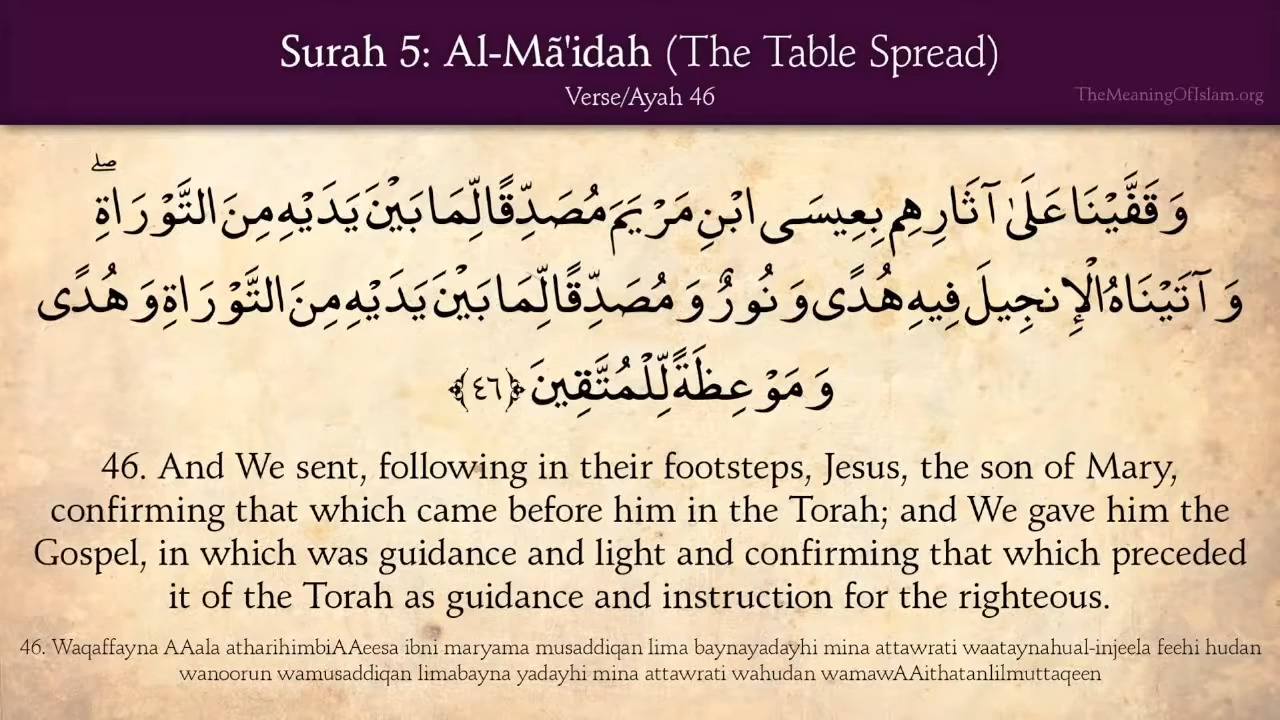 Surah 5: Al-Mã'idah (The Table Spread)
Verse/Ayah 46
TheMeaningOfIslam.org
وَقَفَّيْنَا عَلَىٰ آثَارِهِم بِعِيسَى ابْنِ مَرْيَمَ مُصَدِّقًا لِّمَا بَيْنَ يَدَيْهِ مِنَ التَّوْرَاةِ ۖ
وَآتَيْنَاهُ الْإِنجِيلَ فِيهِ هُدًى وَنُورٌ وَمُصَدِّقًا لِّمَا بَيْنَ يَدَيْهِ مِنَ التَّوْرَاةِ وَهُدًى
وَمَوْعِظَةً لِّلْمُتَّقِينَ ﴿٤٦﴾
46. And We sent, following in their footsteps, Jesus, the son of Mary,
confirming that which came before him in the Torah; and We gave him the
Gospel, in which was guidance and light and confirming that which preceded
it of the Torah as guidance and instruction for the righteous.
46. Waqaffayna AAala atharihimbiAAeesa ibni maryama musaddiqan lima baynayadayhi mina attawrati waataynahual-injeela feehi hudan
wanoorun wamusaddiqan limabayna yadayhi mina attawrati wahudan wamawAAithatanlilmuttaqeen